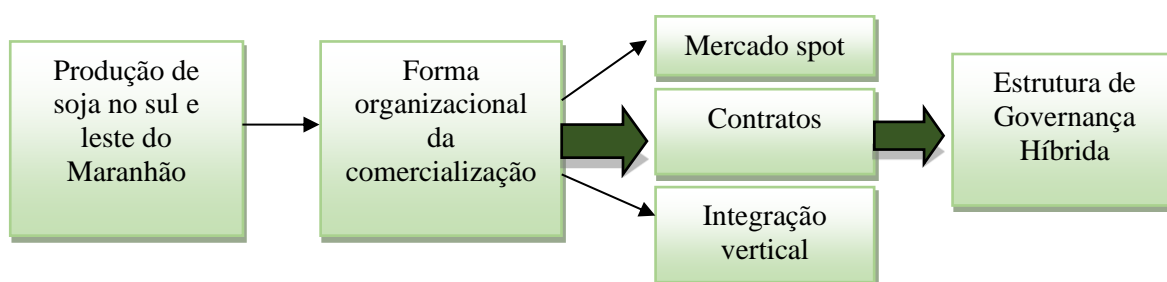 Produção de
soja no sul e
leste do
Maranhão
Forma
organizacional
da
comercialização
Mercado spot
Contratos
Integração
vertical
Estrutura de
Governança
Híbrida